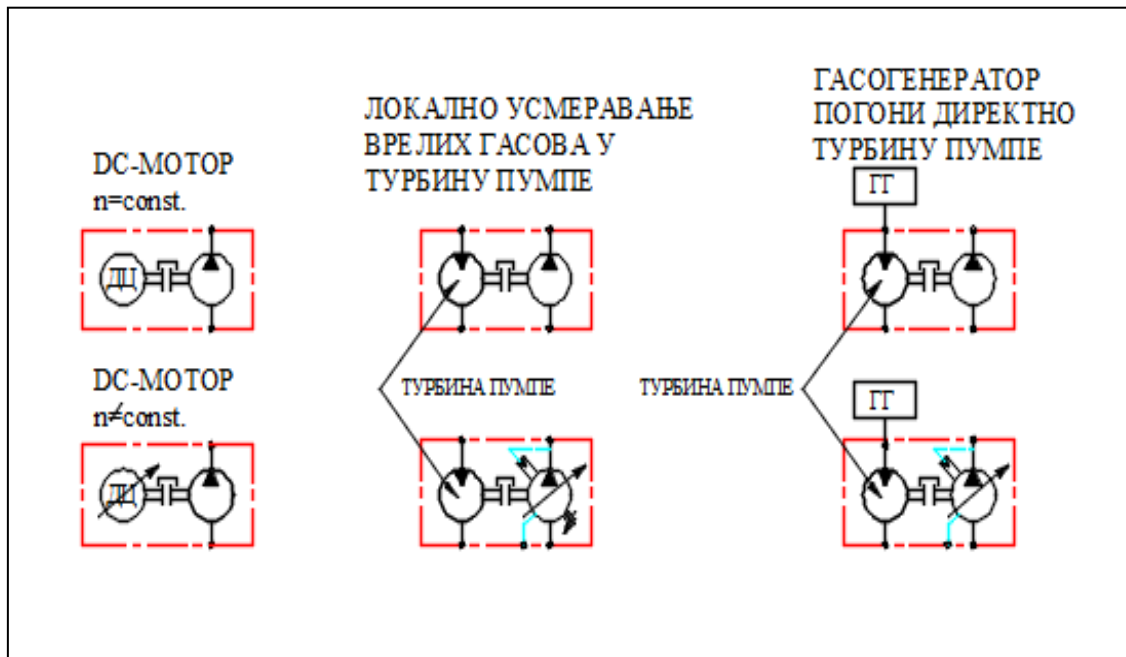 DC-МОТОР
n=const.
ДЦ
DC-МОТОР
n≠const.
ДЦ
ЛОКАЛНО УСМЕРАВАЊЕ
ВРЕЛИХ ГАСОВА У
ТУРБИНУ ПУМПЕ
ТУРБИНА ПУМПЕ
ГАСОГЕНЕРАТОР
ПОГОНИ ДИРЕКТНО
ТУРБИНУ ПУМПЕ
ГГ
ТУРБИНА ПУМПЕ
ГГ